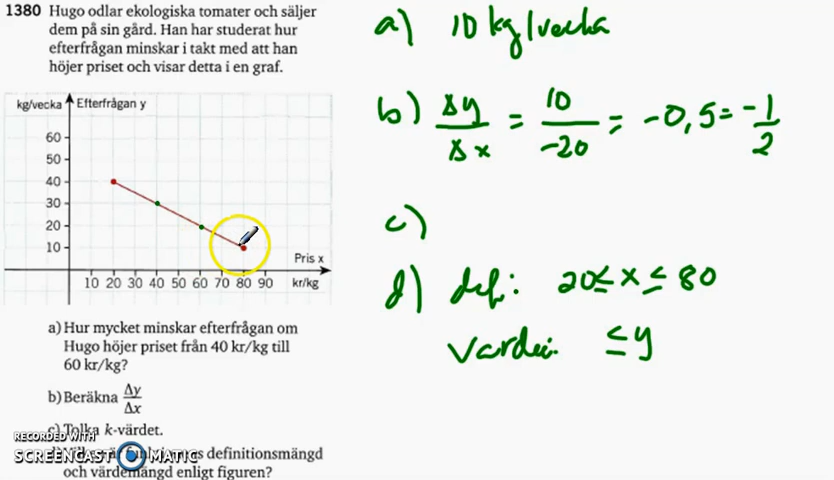 1380 Hugo odlar ekologiska tomater och säljer
dem på sin gård. Han har studerat hur
efterfrågan minskar i takt med att han
höjer priset och visar detta i en graf.
kg/vecka Efterfrågan y
60
50
40
30
20
10
Pris x
10 20 30 40 50 60 70 80 90 kr/kg
a) Hur mycket minskar efterfrågan om
Hugo höjer priset från 40 kr/kg till
60 kr/kg?
b) Beräkna Δy/Δx
c) Tolka k-värdet.
definitionsmängd
och värdemängd enligt figuren?
RECORDED WITH
SCREENCAST MATIC
a) 10 kg/vecka
b) Δy/Δx = 10/-20 = -0,5 = -1/2
c)
d) def: 20 ≤ x ≤ 80
≤ y